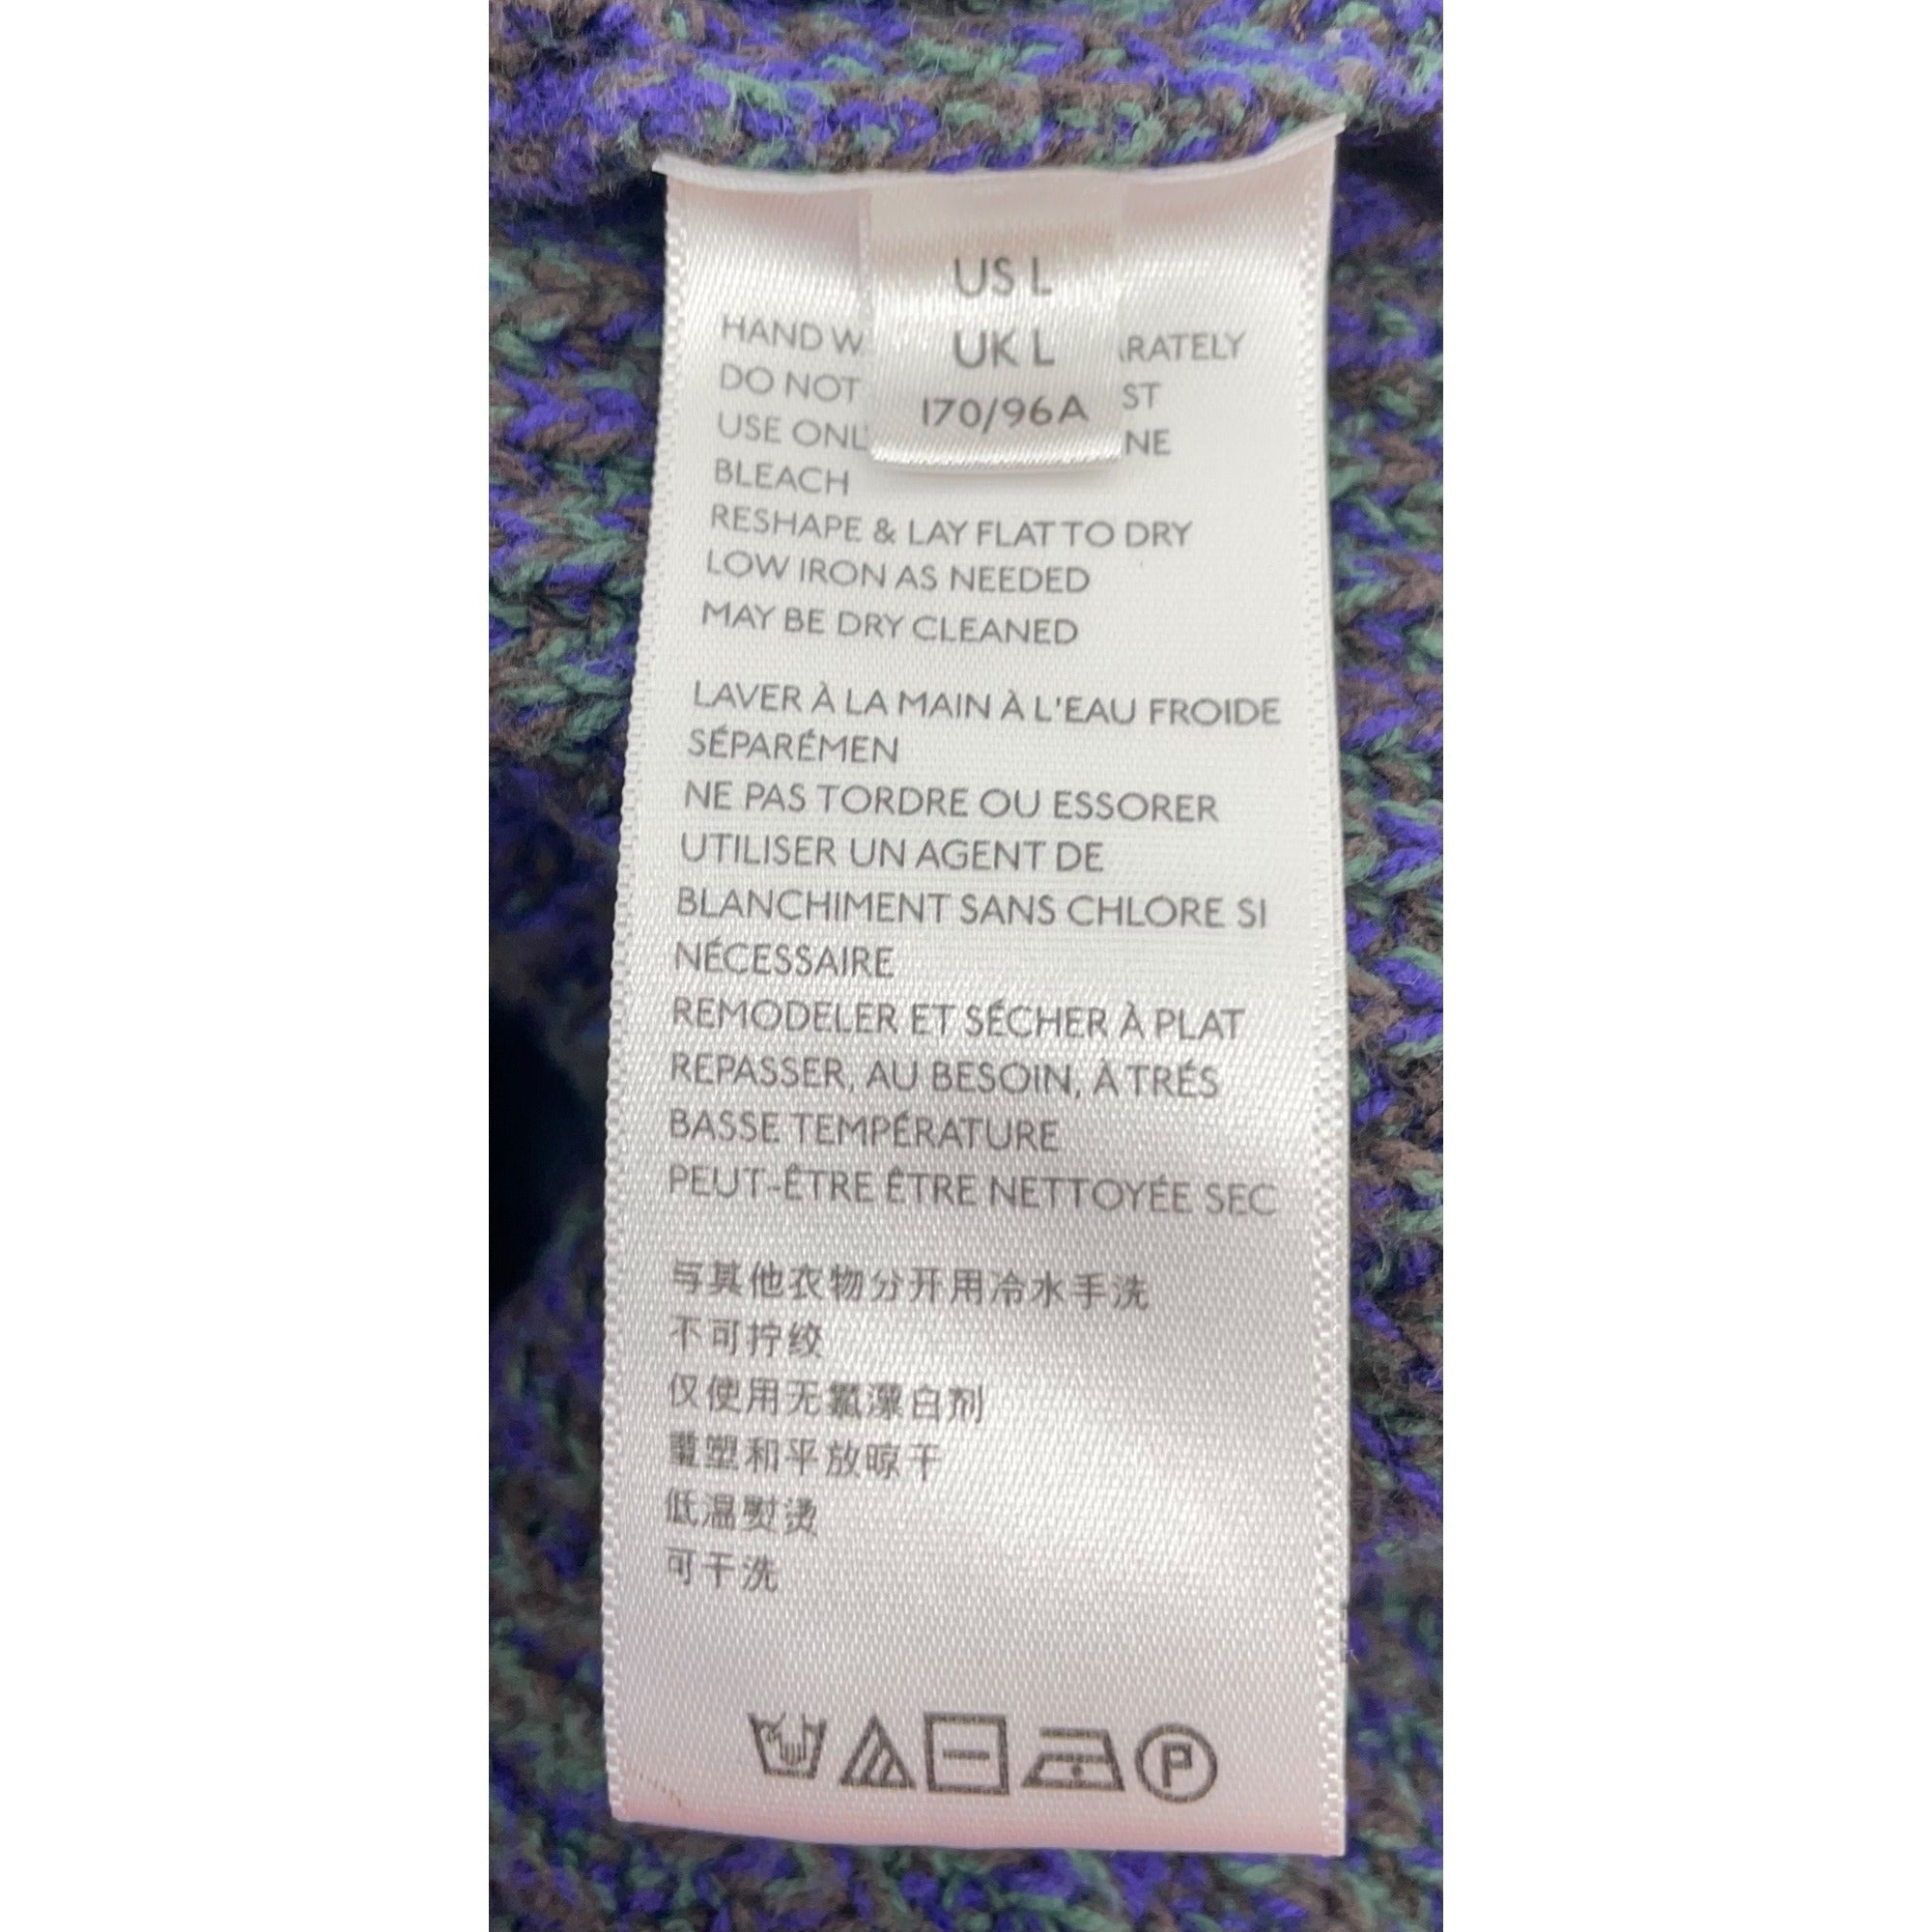 US L
UK L
170/96A
HAND W RATELY
DO NOT ST
USE ONL NE
BLEACH
RESHAPE & LAY FLAT TO DRY
LOW IRON AS NEEDED
MAY BE DRY CLEANED
LAVER À LA MAIN À L'EAU FROIDE
SÉPARÉMEN
NE PAS TORDRE OU ESSORER
UTILISER UN AGENT DE
BLANCHIMENT SANS CHLORE SI
NÉCESSAIRE
REMODELER ET SÉCHER À PLAT
REPASSER, AU BESOIN, À TRÉS
BASSE TEMPÉRATURE
PEUT-ÊTRE ÊTRE NETTOYÉE SEC
与其他衣物分开用冷水手洗
不可拧绞
仅使用无氯漂白剂
重塑和平放晾干
低温熨烫
可干洗
P